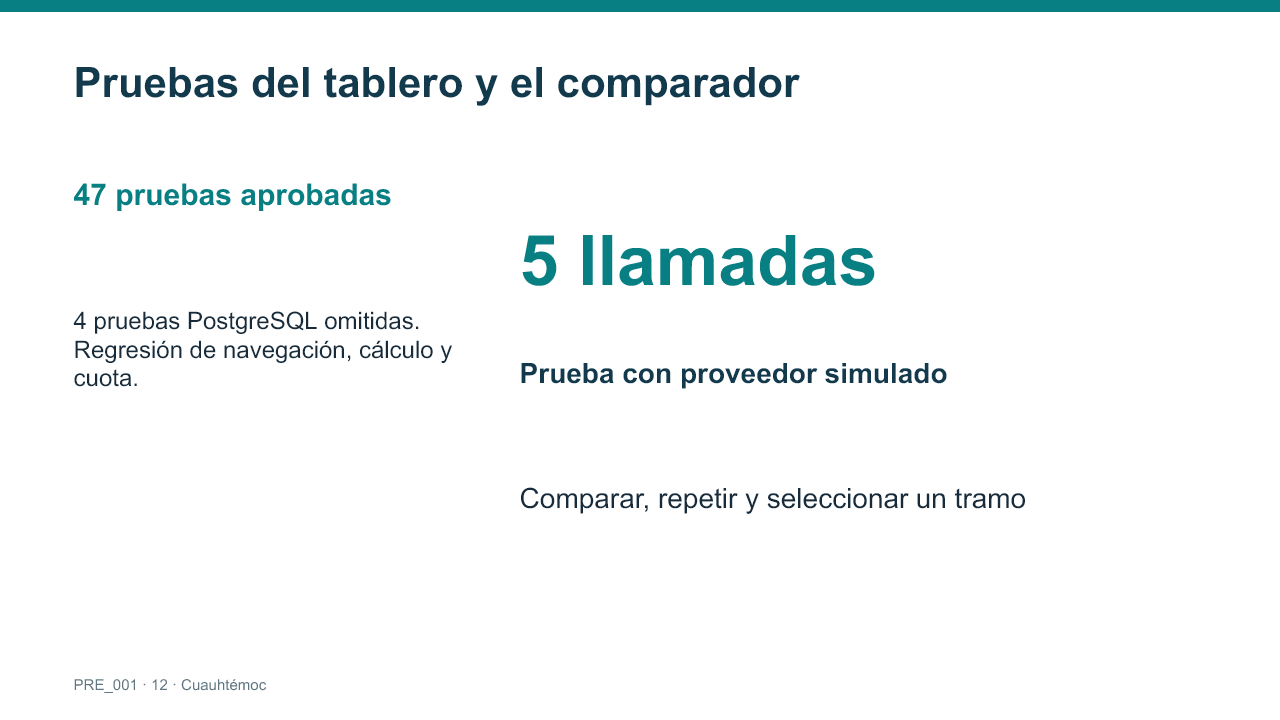 Pruebas del tablero y el comparador
47 pruebas aprobadas
4 pruebas PostgreSQL omitidas.
Regresión de navegación, cálculo y
cuota.
5 llamadas
Prueba con proveedor simulado
Comparar, repetir y seleccionar un tramo
PRE_001 · 12 · Cuauhtémoc